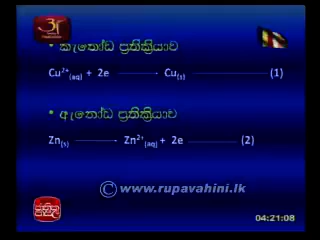 • කැතෝඩ ප්‍රතික්‍රියාව
Cu²⁺(aq) + 2e ——— Cu(s) ——— (1)
• ඇනෝඩ ප්‍රතික්‍රියාව
Zn(s) ——— Zn²⁺(aq) + 2e ——— (2)
© www.rupavahini.lk
04:21:08